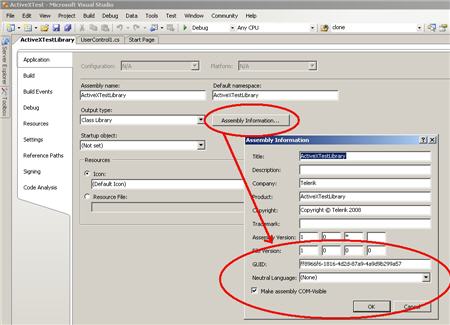 ActiveXTest - Microsoft Visual Studio
File Edit View Project Build Debug Data Tools Test Window Community Help
Debug Any CPU clone
ActiveXTestLibrary UserControl1.cs Start Page
Server Explorer
Toolbox
Application
Build
Build Events
Debug
Resources
Settings
Reference Paths
Signing
Code Analysis
Configuration: N/A Platform: N/A
Assembly name: Default namespace:
ActiveXTestLibrary ActiveXTestLibrary
Output type:
Class Library Assembly Information...
Startup object:
(Not set)
Resources
Icon:
(Default Icon)
Resource File:
Assembly Information
Title: ActiveXTestLibrary
Description:
Company: Telerik
Product: ActiveXTestLibrary
Copyright: Copyright © Telerik 2008
Trademark:
Assembly Version: 1 0 *
File Version: 1 0 0 0
GUID: ff8966f6-1816-4d2d-87a9-4a9d9b299a57
Neutral Language: (None)
Make assembly COM-Visible
OK Cancel